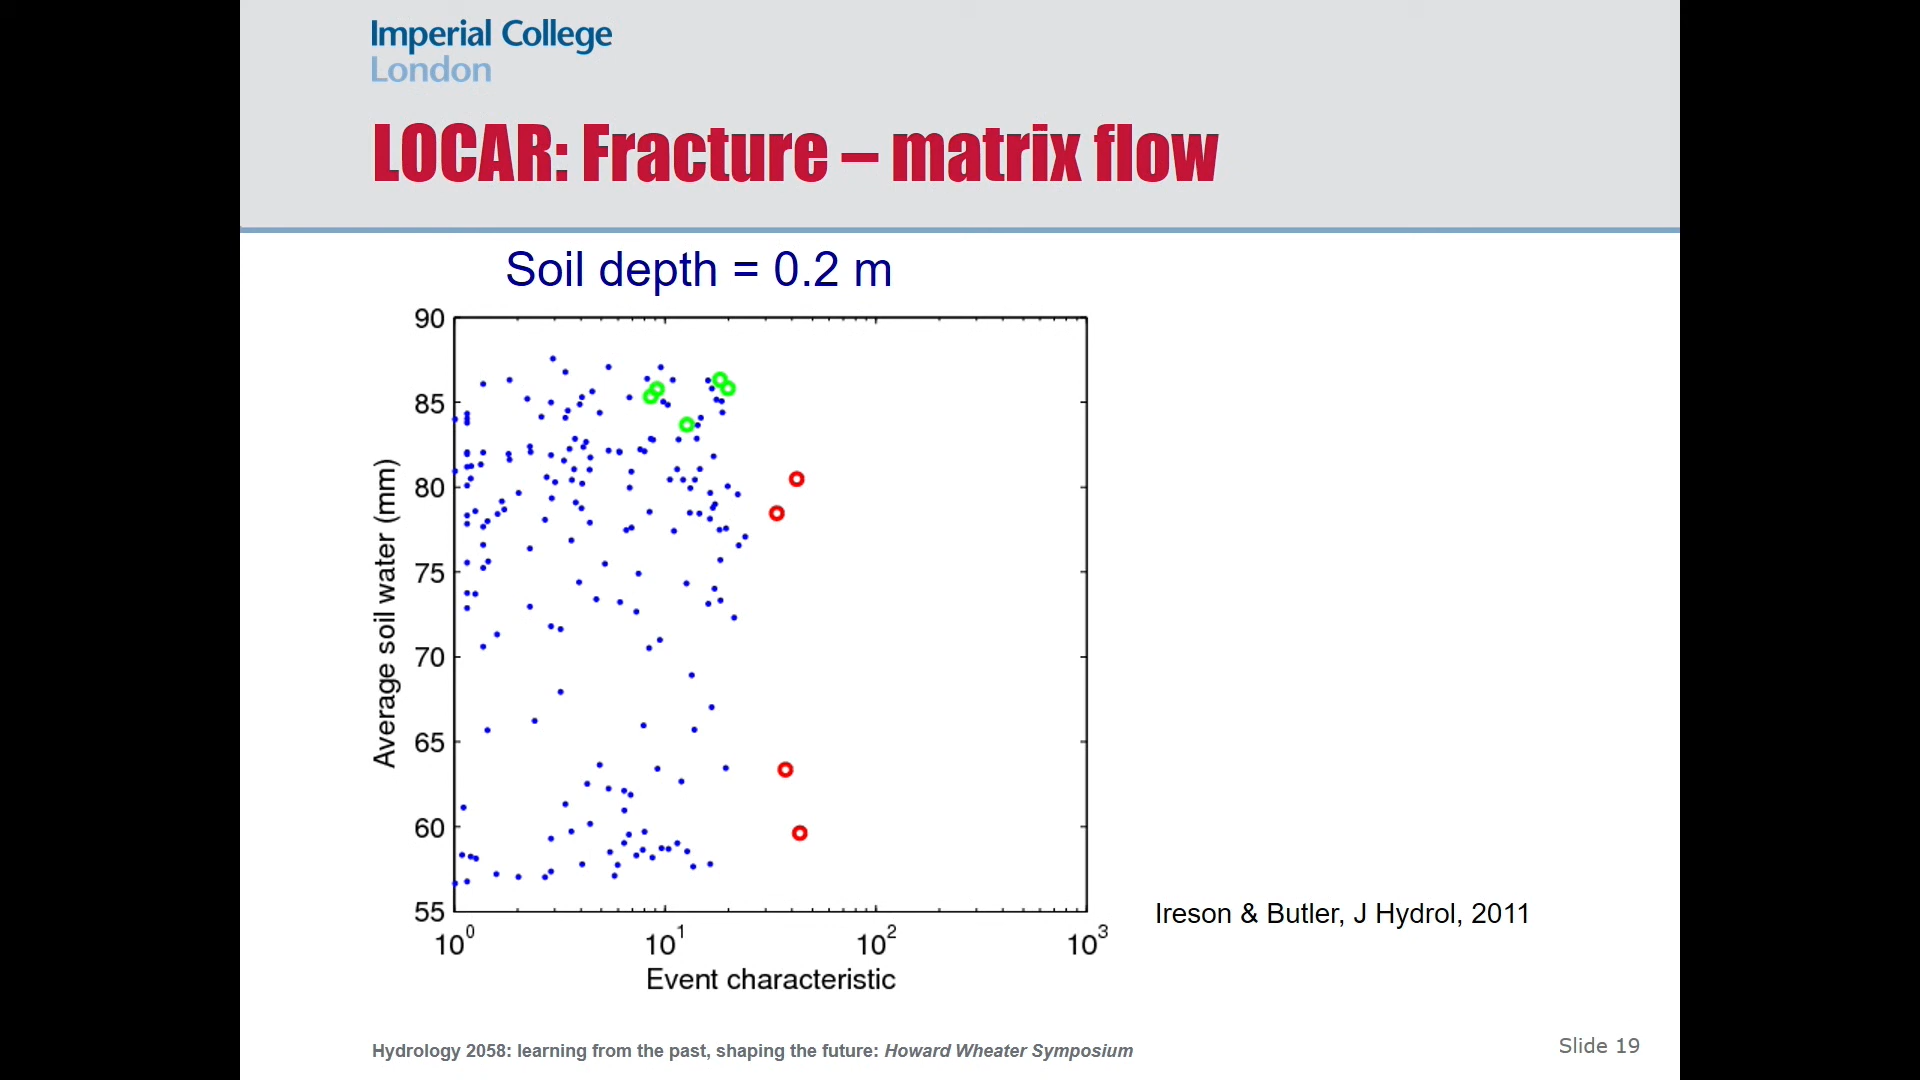 Imperial College
London
LOCAR: Fracture – matrix flow
Soil depth = 0.2 m
90
85
80
75
70
65
60
55
Average soil water (mm)
10^0 10^1 10^2 10^3
Event characteristic
Ireson & Butler, J Hydrol, 2011
Hydrology 2058: learning from the past, shaping the future: Howard Wheater Symposium
Slide 19